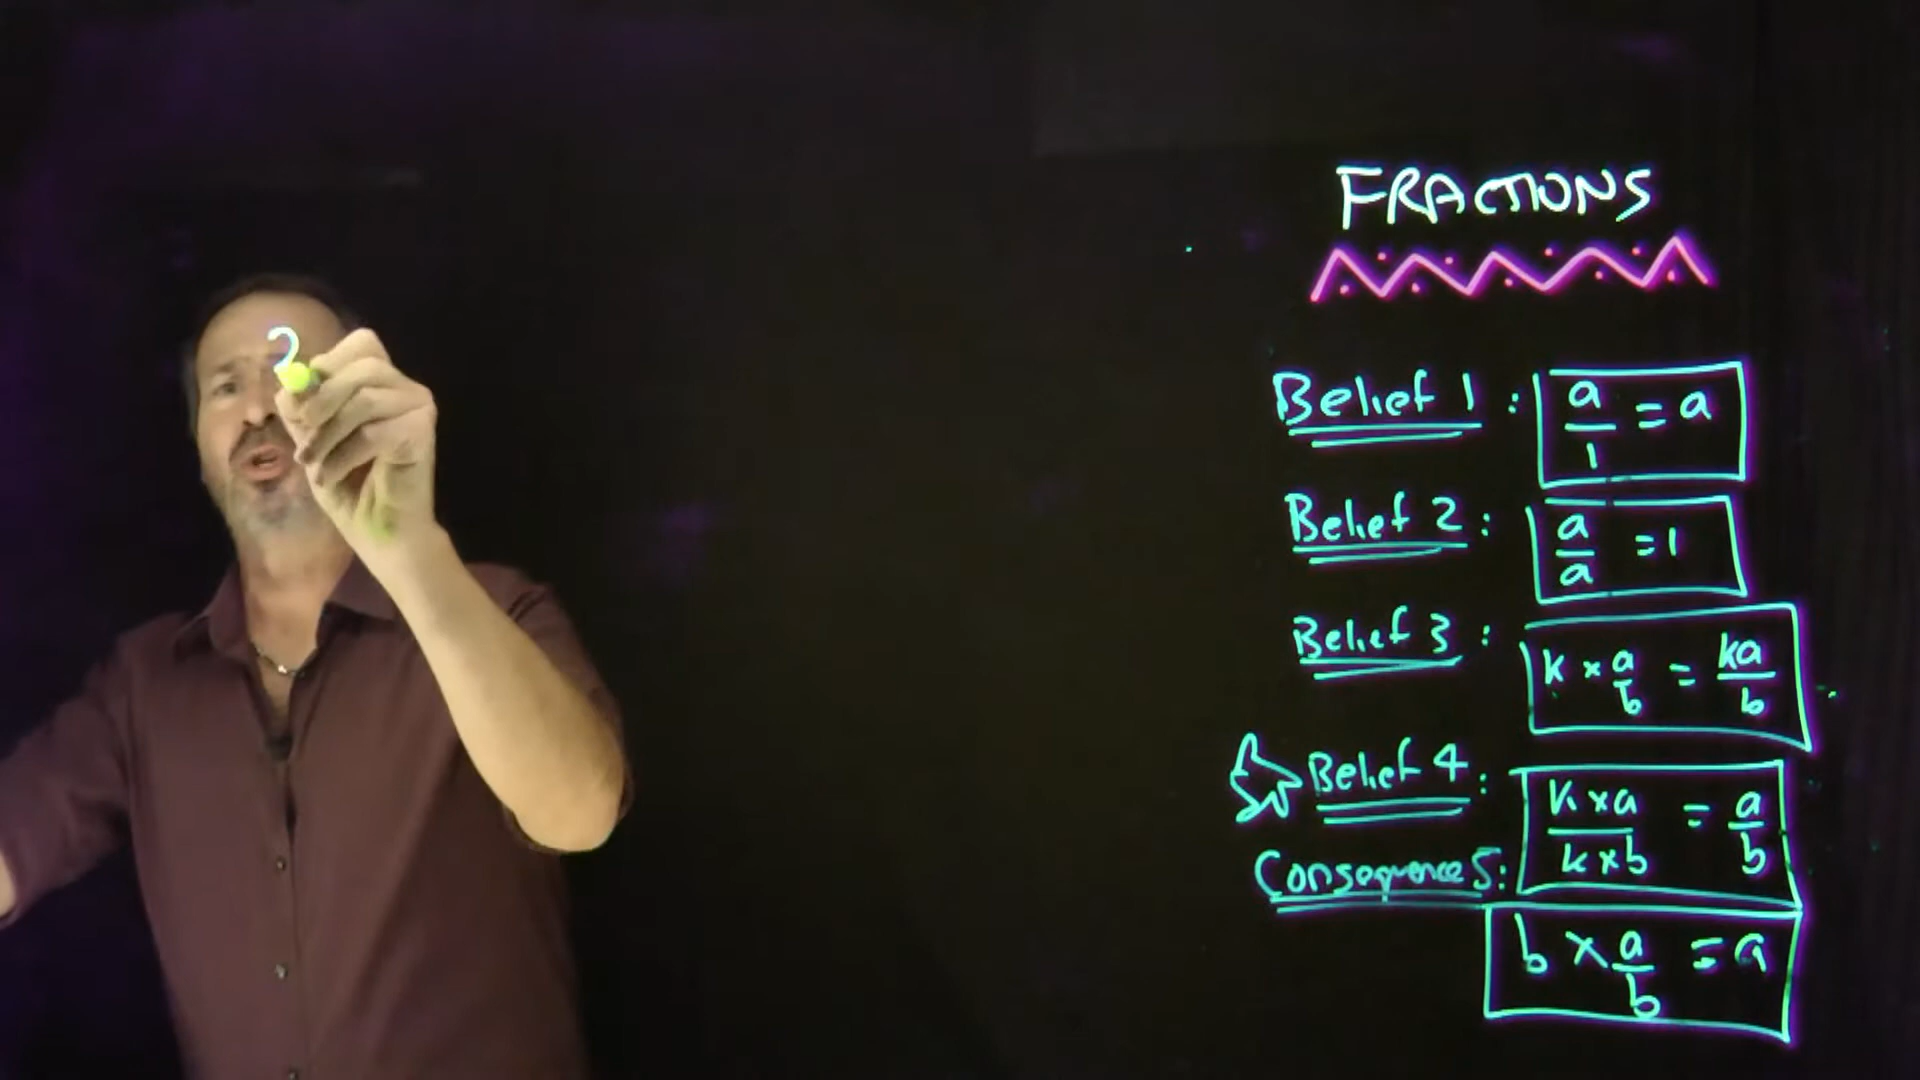 2
FRACTIONS
Belief 1 : a/1 = a
Belief 2 : a/a = 1
Belief 3 : k × a/b = ka/b
Belief 4 : k × a/k × b = a/b
Consequence 5 :
b × a/b = a